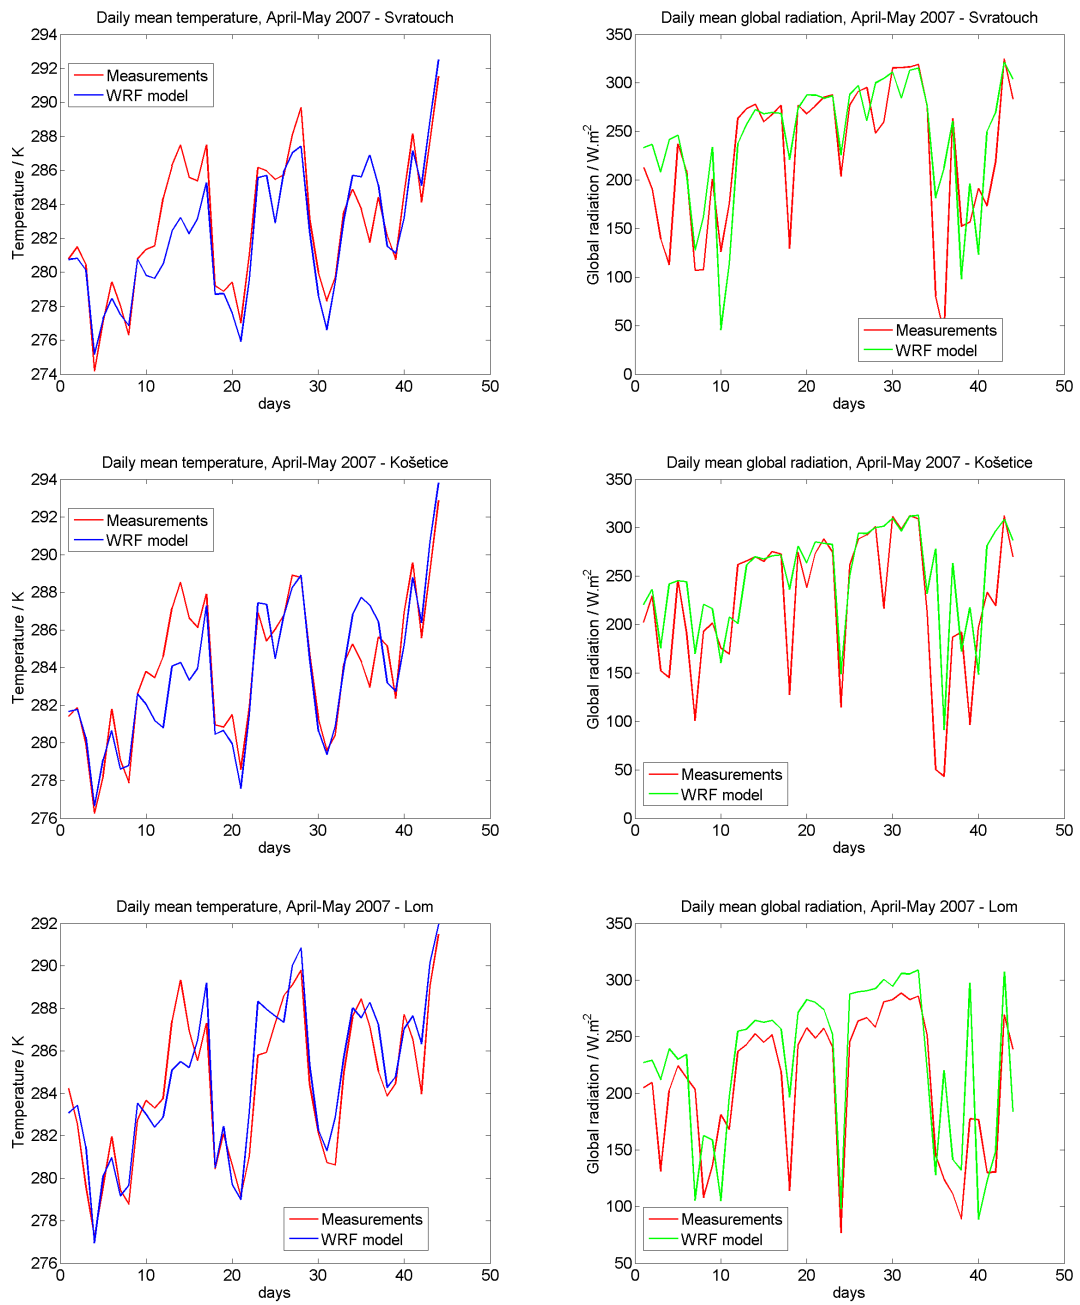 Daily mean temperature, April-May 2007 - Svratouch
294
292
290
288
286
284
282
280
278
276
274
Temperature / K
Measurements
WRF model
0 10 20 30 40 50
days
Daily mean global radiation, April-May 2007 - Svratouch
350
300
250
200
150
100
50
0
Global radiation / W.m-2
Measurements
WRF model
0 10 20 30 40 50
days
Daily mean temperature, April-May 2007 - Košetice
294
292
290
288
286
284
282
280
278
276
Temperature / K
Measurements
WRF model
0 10 20 30 40 50
days
Daily mean global radiation, April-May 2007 - Košetice
350
300
250
200
150
100
50
0
Global radiation / W.m-2
Measurements
WRF model
0 10 20 30 40 50
days
Daily mean temperature, April-May 2007 - Lom
292
290
288
286
284
282
280
278
276
Temperature / K
Measurements
WRF model
0 10 20 30 40 50
days
Daily mean global radiation, April-May 2007 - Lom
350
300
250
200
150
100
50
Global radiation / W.m-2
Measurements
WRF model
0 10 20 30 40 50
days